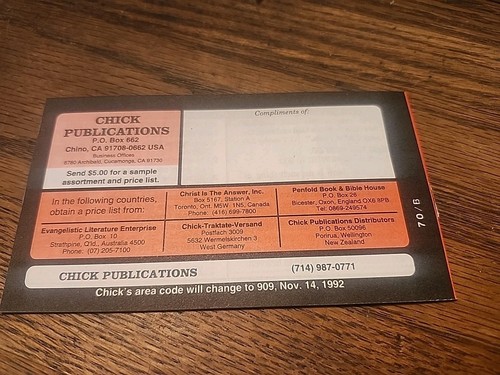 CHICK
PUBLICATIONS
P.O. Box 662
Chino, CA 91708-0662 USA
Business Offices
8780 Archibald, Cucamonga, CA 91730
Send $5.00 for a sample
assortment and price list.
Compliments of:
In the following countries,
obtain a price list from:
Christ Is The Answer, Inc.
Box 5167, Station A
Toronto, Ont. M5W 1N5, Canada
Phone: (416) 699-7800
Penfold Book & Bible House
P.O. Box 26
Bicester, Oxon, England OX6 8PB
Tel: 0869-249574
Evangelistic Literature Enterprise
P.O. Box 10
Strathpine, Q'ld., Australia 4500
Phone: (07) 205-7100
Chick-Traktate-Versand
Postfach 3009
5632 Wermelskirchen 3
West Germany
Chick Publications Distributors
P.O. Box 50096
Porirua, Wellington
New Zealand
CHICK PUBLICATIONS
(714) 987-0771
Chick's area code will change to 909, Nov. 14, 1992